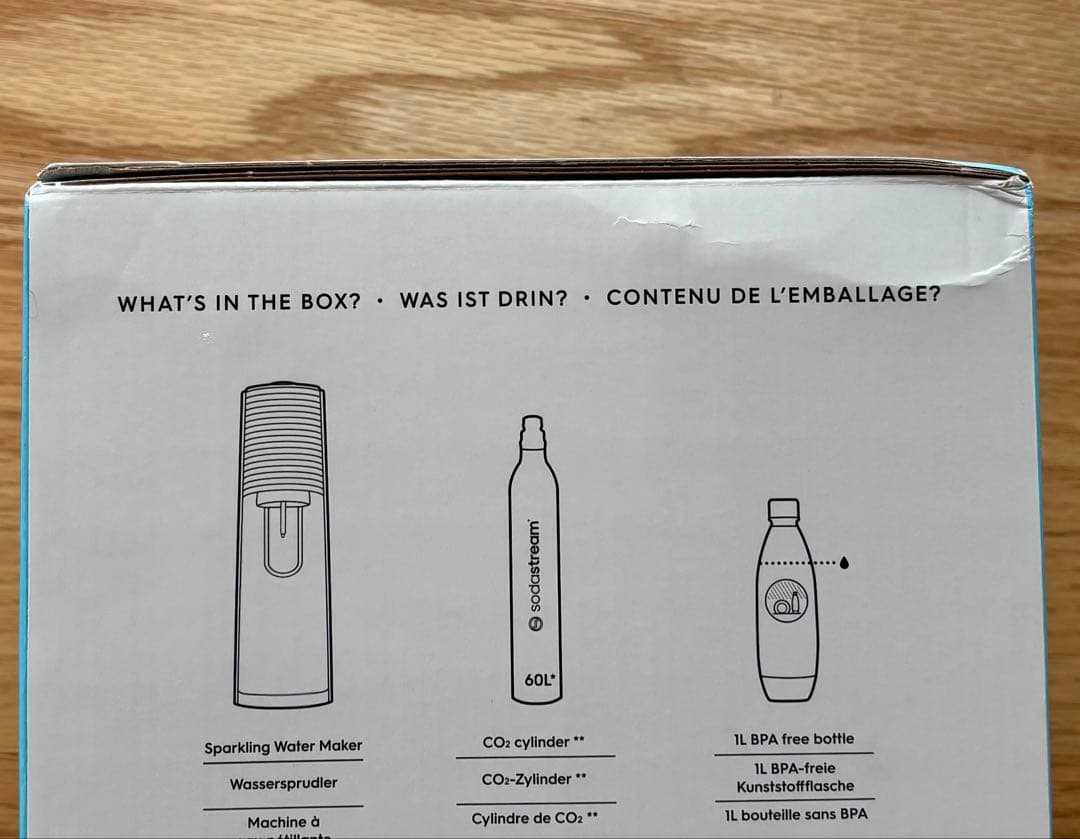 WHAT'S IN THE BOX? · WAS IST DRIN? · CONTENU DE L'EMBALLAGE?
sodastream
60L*
Sparkling Water Maker
Wassersprudler
Machine à
CO₂ cylinder **
CO₂-Zylinder **
Cylindre de CO₂ **
1L BPA free bottle
1L BPA-freie
Kunststoffflasche
1L bouteille sans BPA